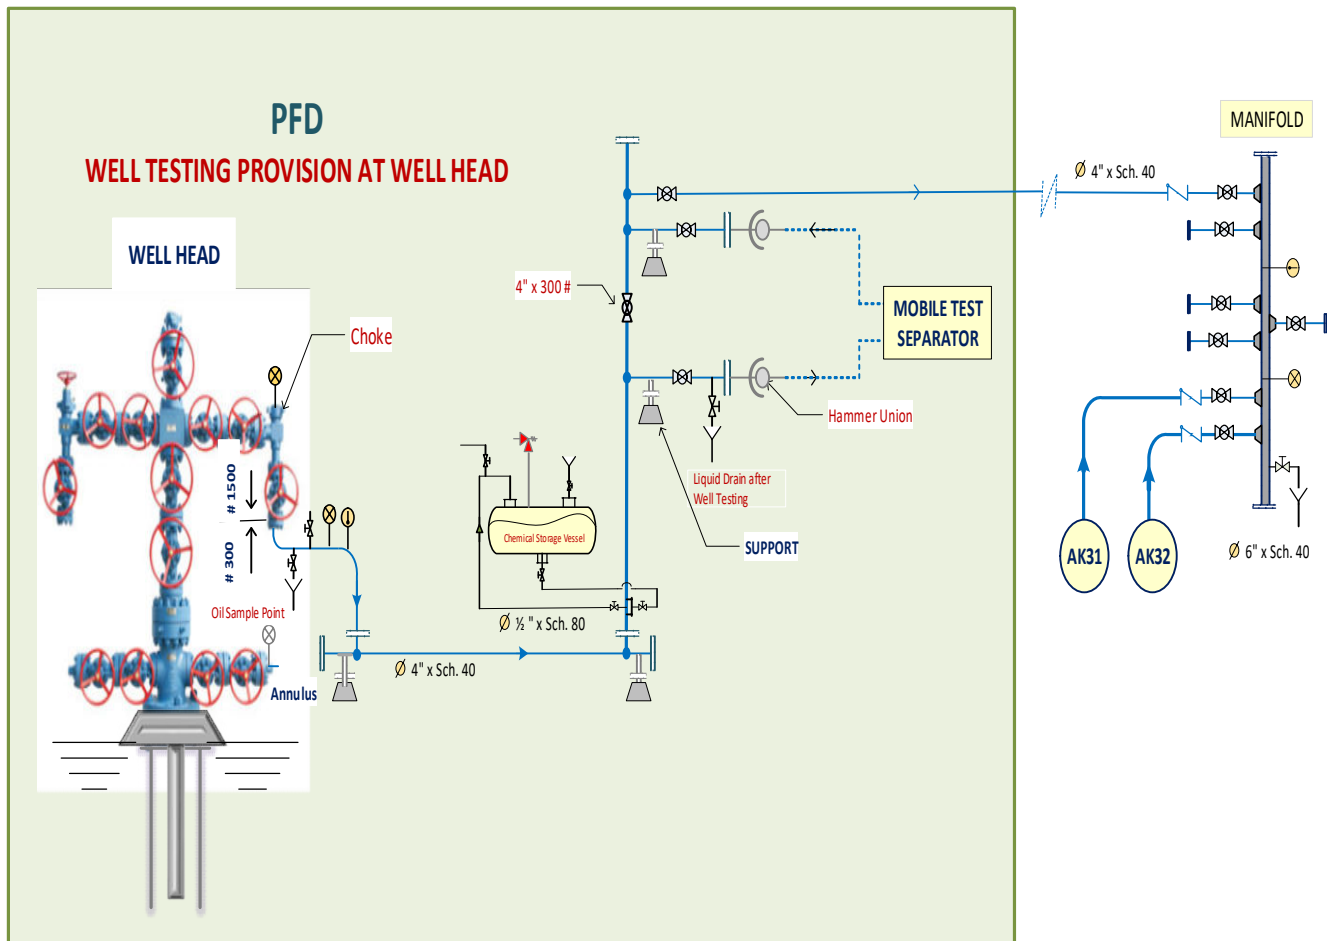 PFD
WELL TESTING PROVISION AT WELL HEAD
MANIFOLD
Ø 4" x Sch. 40
WELL HEAD
4" x 300 #
MOBILE TEST
SEPARATOR
Choke
Hammer Union
# 1500
# 300
Liquid Drain after
Well Testing
Chemical Storage Vessel
SUPPORT
AK31
AK32
Ø 6" x Sch. 40
Oil Sample Point
Ø ½ " x Sch. 80
Ø 4" x Sch. 40
Annulus